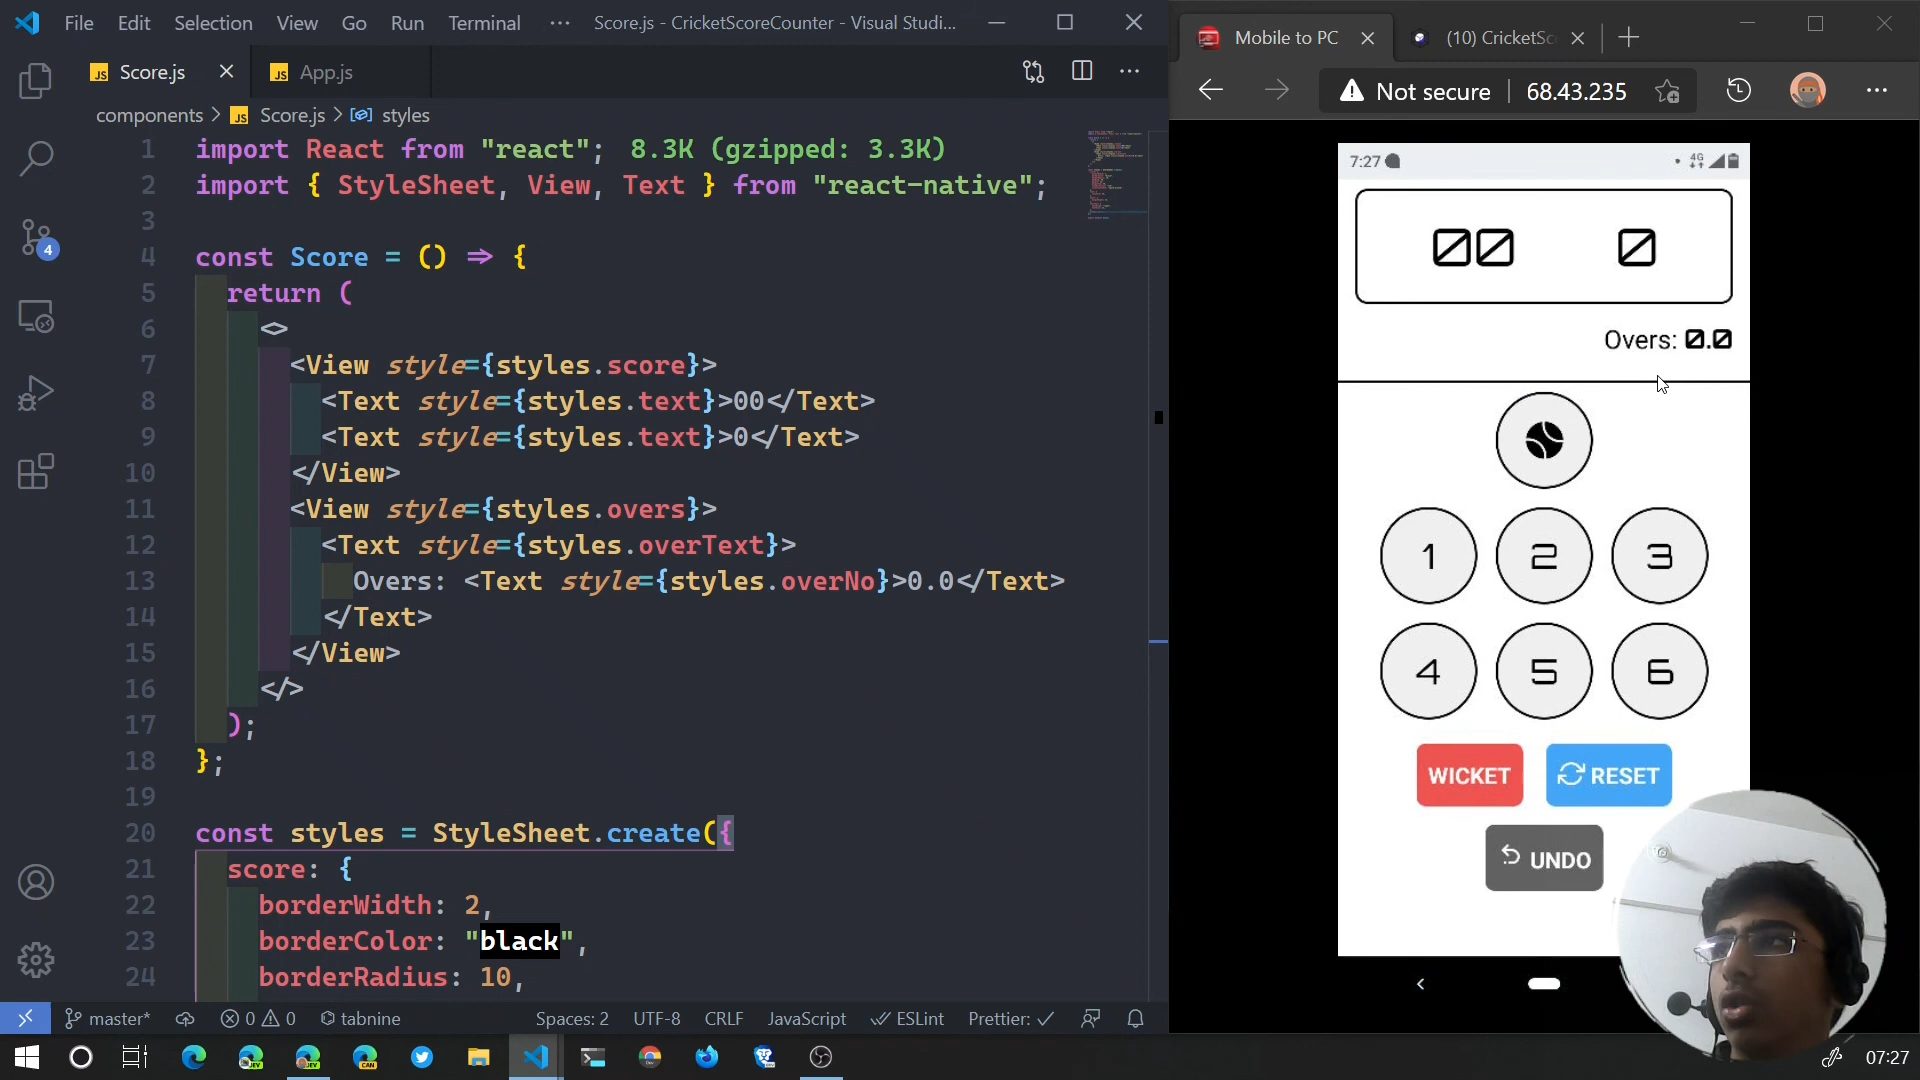 File Edit Selection View Go Run Terminal ··· Score.js - CricketScoreCounter - Visual Studi...
Score.js App.js
components > Score.js > styles
1 import React from "react"; 8.3K (gzipped: 3.3K)
2 import { StyleSheet, View, Text } from "react-native";
3
4 const Score = () => {
5 return (
6 <>
7 <View style={styles.score}>
8 <Text style={styles.text}>00</Text>
9 <Text style={styles.text}>0</Text>
10 </View>
11 <View style={styles.overs}>
12 <Text style={styles.overText}>
13 Overs: <Text style={styles.overNo}>0.0</Text>
14 </Text>
15 </View>
16 </>
17 );
18 };
19
20 const styles = StyleSheet.create({
21 score: {
22 borderWidth: 2,
23 borderColor: "black",
24 borderRadius: 10,
4
master* 0 0 tabnine Spaces: 2 UTF-8 CRLF JavaScript ESLint Prettier: ✓
Mobile to PC (10) CricketSc
Not secure | 68.43.235
7:27 4G
00 0
Overs: 0.0
1 2 3
4 5 6
WICKET RESET
UNDO
DEV DEV CAN Dev
07:27